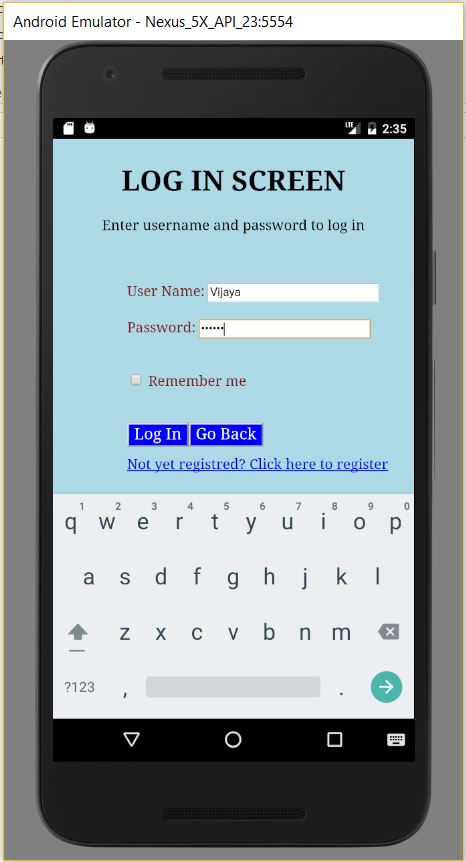 Android Emulator - Nexus_5X_API_23:5554
LTE 2:35
LOG IN SCREEN
Enter username and password to log in
User Name: Vijaya
Password: ••••••
Remember me
Log In Go Back
Not yet registred? Click here to register
1 2 3 4 5 6 7 8 9 0
q w e r t y u i o p
a s d f g h j k l
z x c v b n m
?123 , .